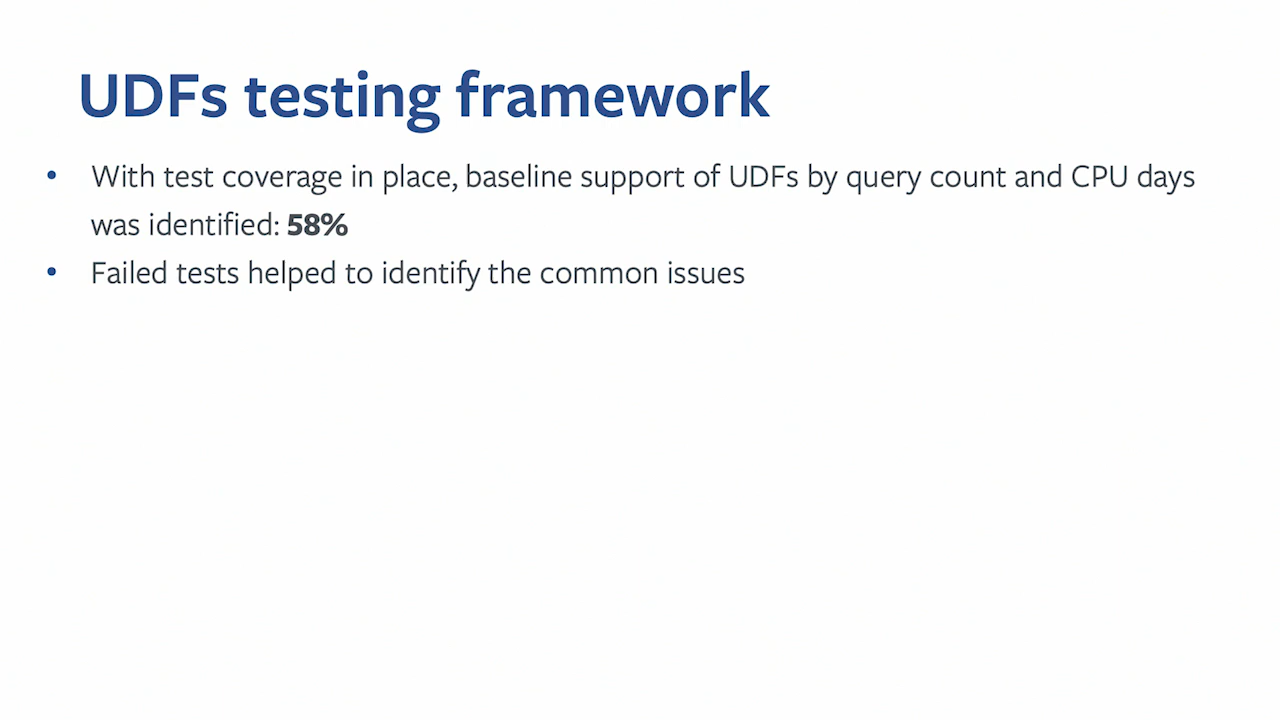 UDFs testing framework
• With test coverage in place, baseline support of UDFs by query count and CPU days
was identified: 58%
• Failed tests helped to identify the common issues